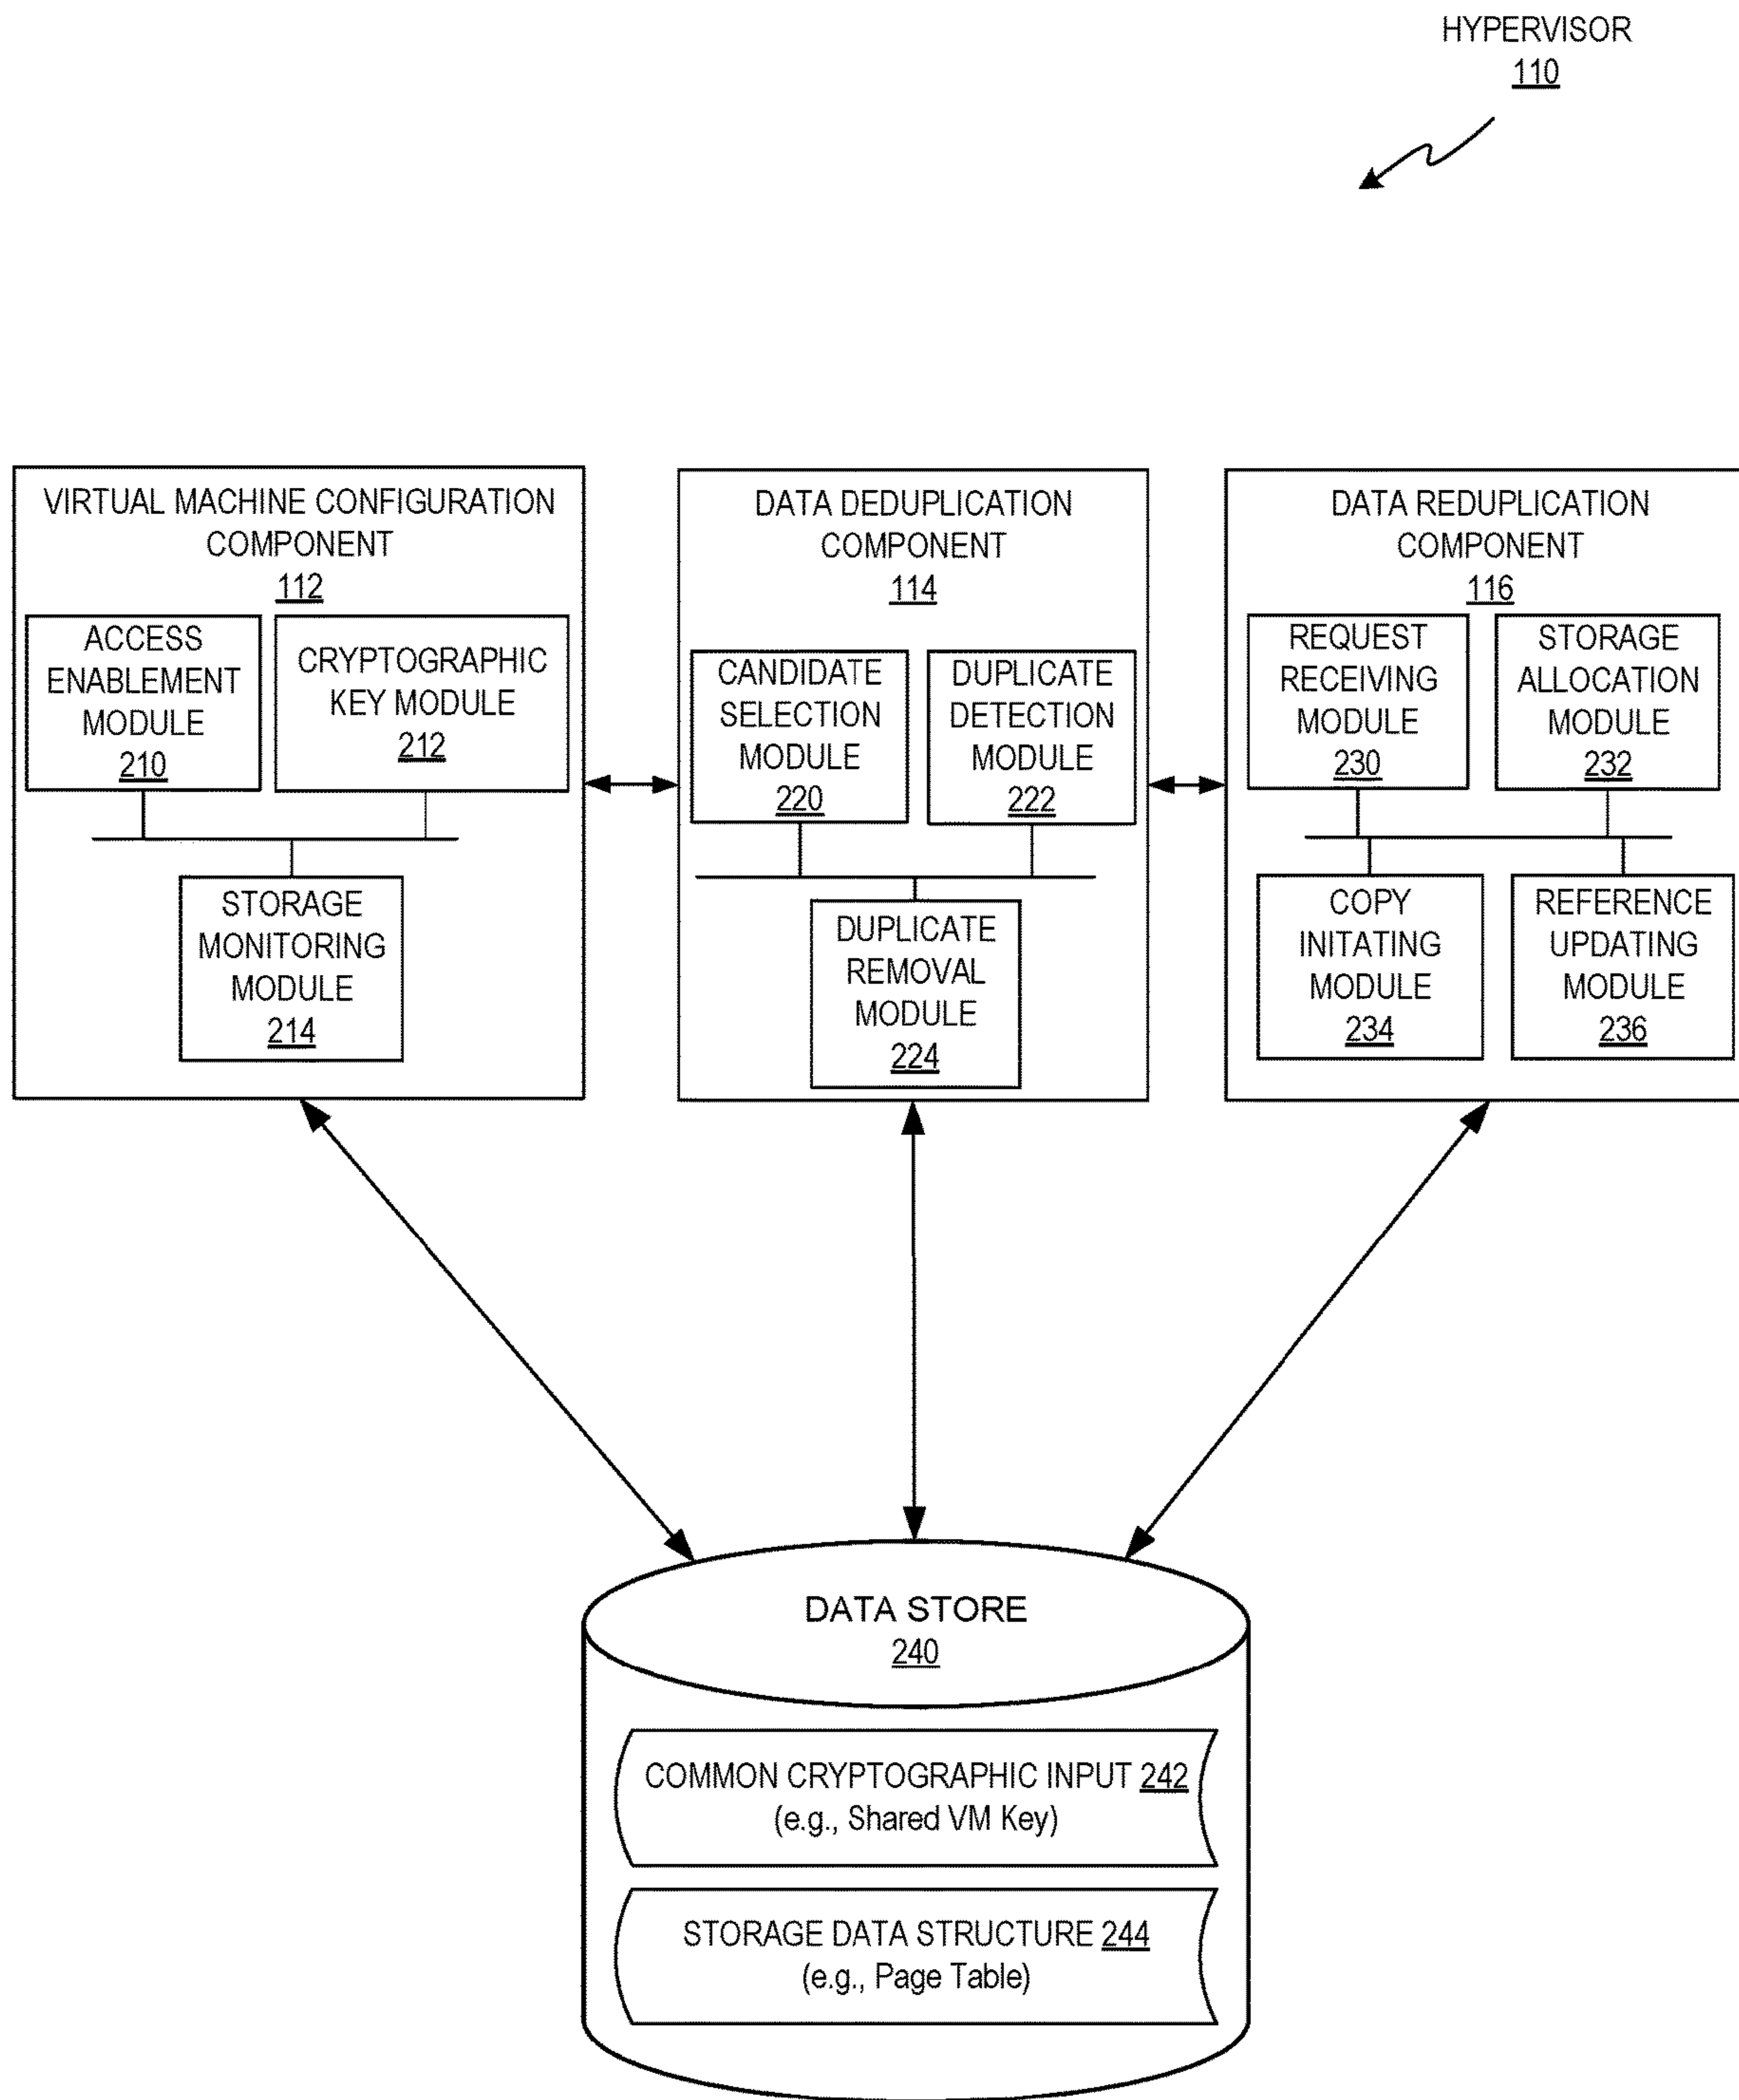 HYPERVISOR
110
VIRTUAL MACHINE CONFIGURATION
COMPONENT
112
ACCESS
ENABLEMENT
MODULE
210
CRYPTOGRAPHIC
KEY MODULE
212
STORAGE
MONITORING
MODULE
214
DATA DEDUPLICATION
COMPONENT
114
CANDIDATE
SELECTION
MODULE
220
DUPLICATE
DETECTION
MODULE
222
DUPLICATE
REMOVAL
MODULE
224
DATA REDUPLICATION
COMPONENT
116
REQUEST
RECEIVING
MODULE
230
STORAGE
ALLOCATION
MODULE
232
COPY
INITATING
MODULE
234
REFERENCE
UPDATING
MODULE
236
DATA STORE
240
COMMON CRYPTOGRAPHIC INPUT 242
(e.g., Shared VM Key)
STORAGE DATA STRUCTURE 244
(e.g., Page Table)